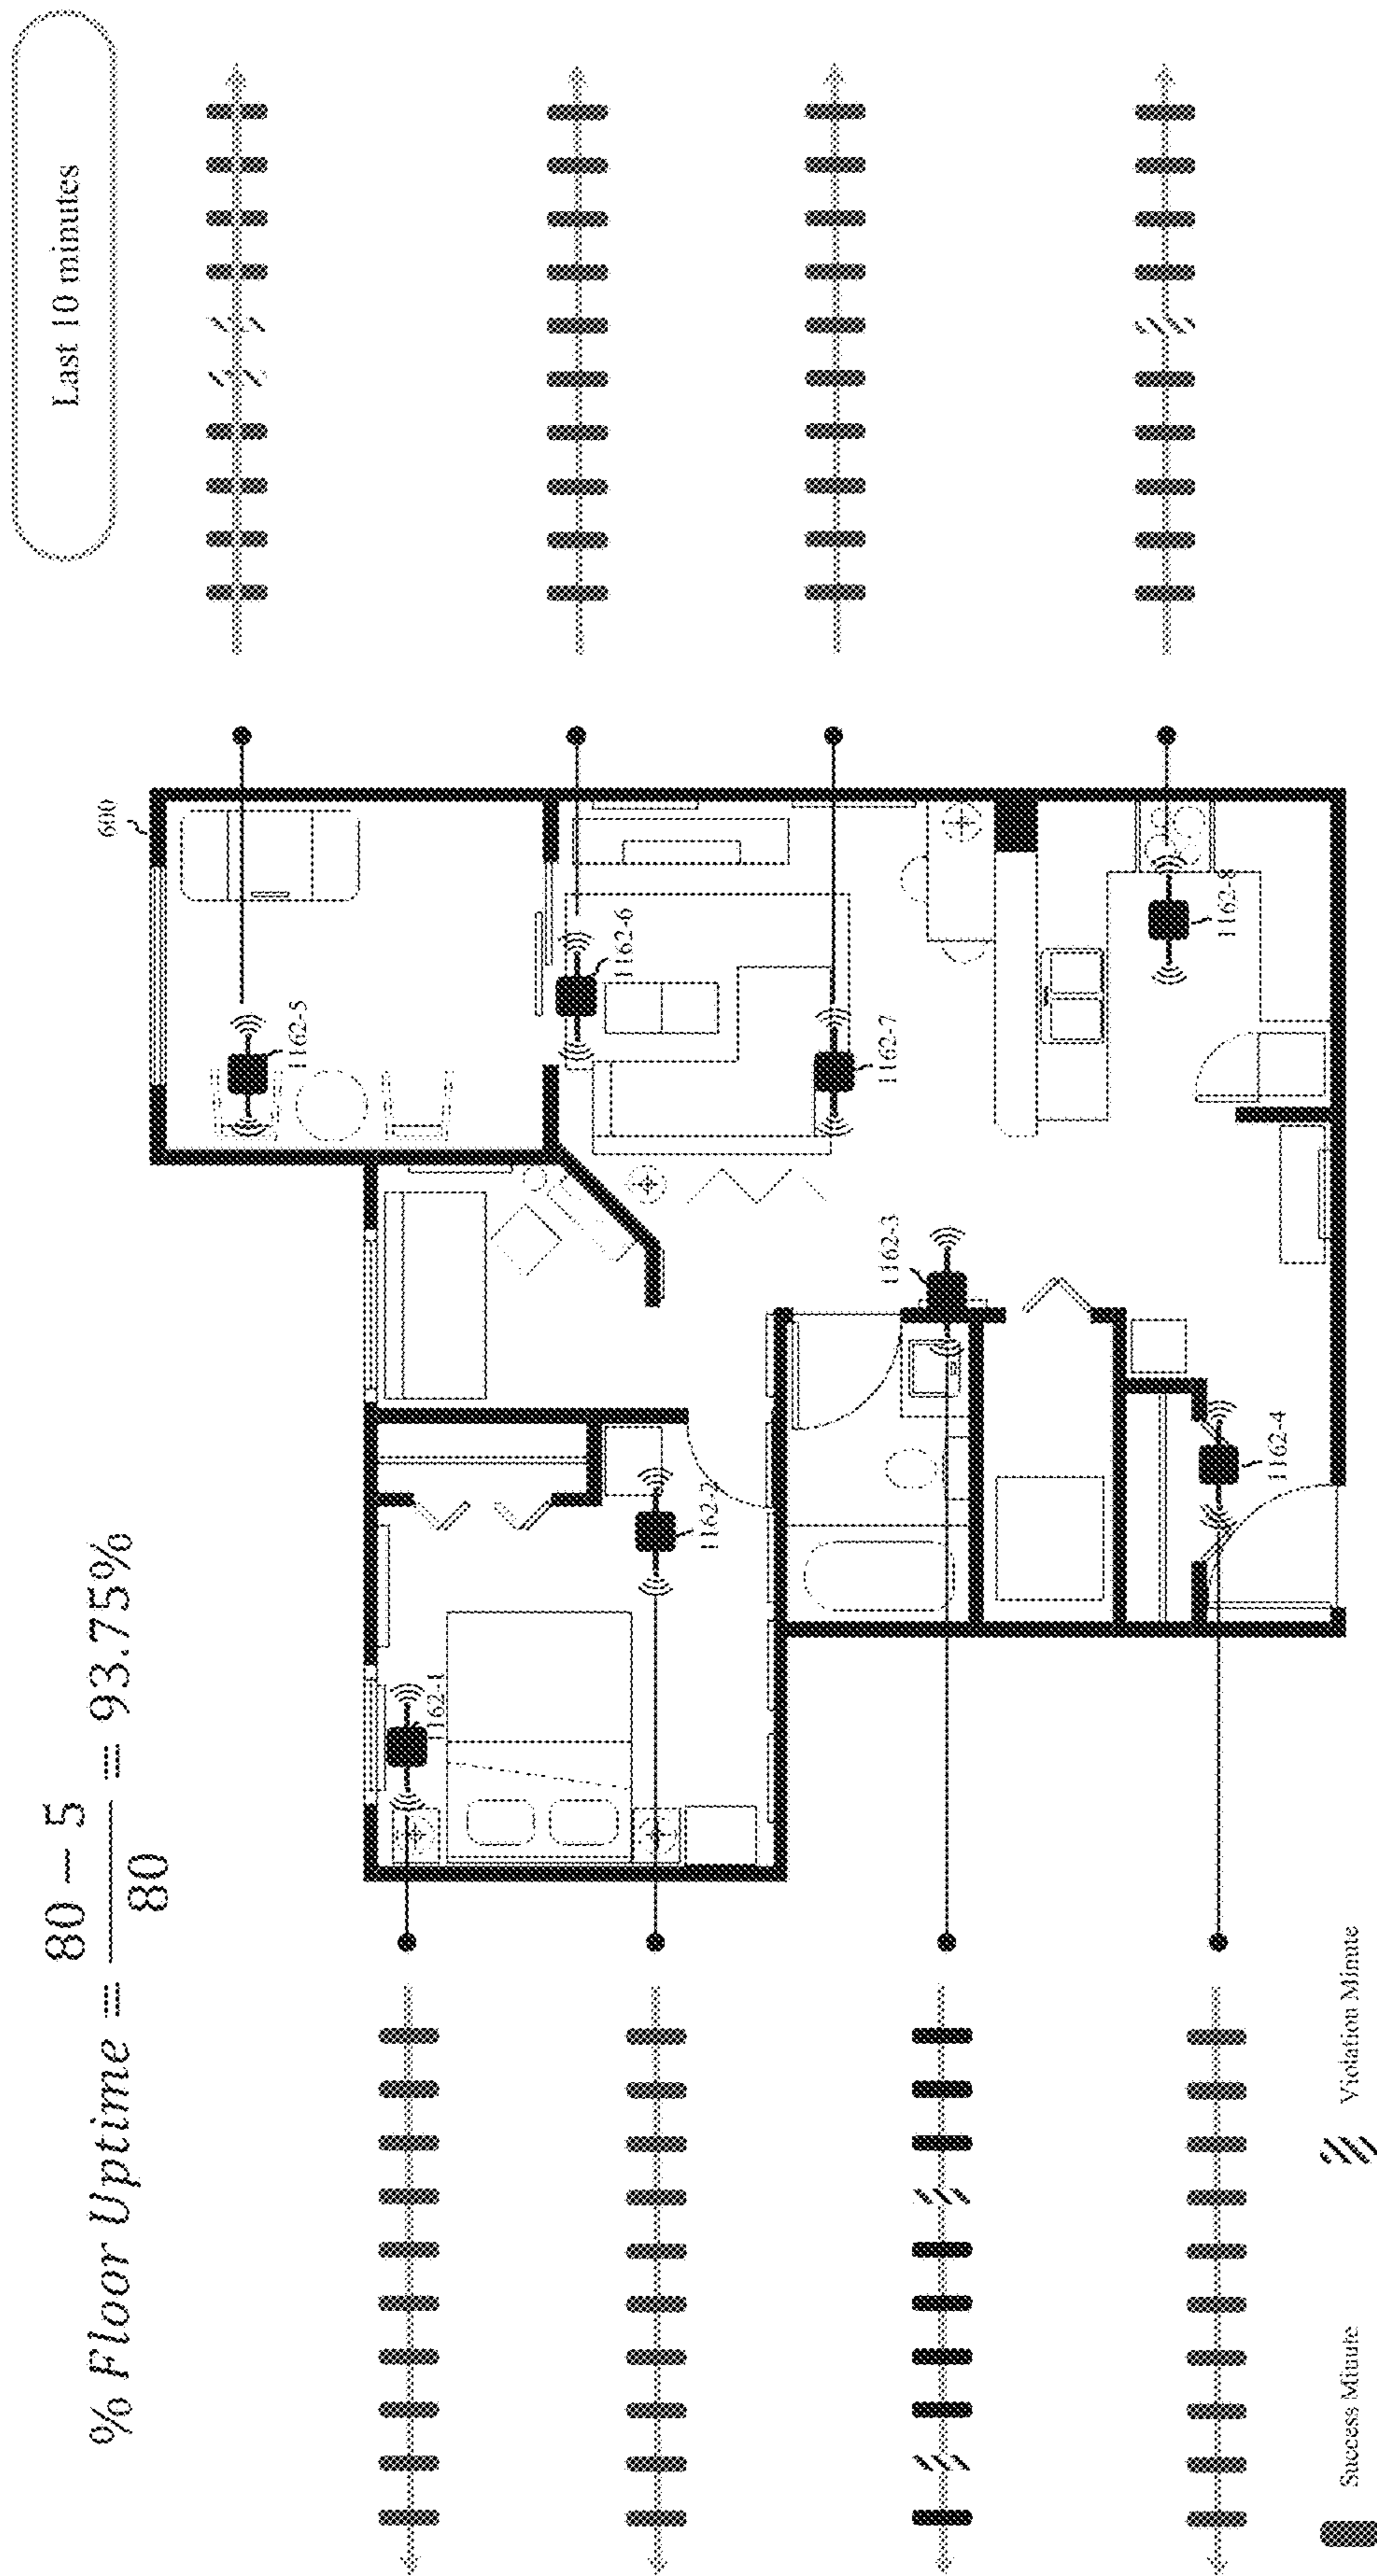 % Floor Uptime = 80 − 5 / 80 = 93.75%
Last 10 minutes
600
1162-1
1162-2
1162-3
1162-4
1162-5
1162-6
1162-7
1162-8
Success Minute
Violation Minute